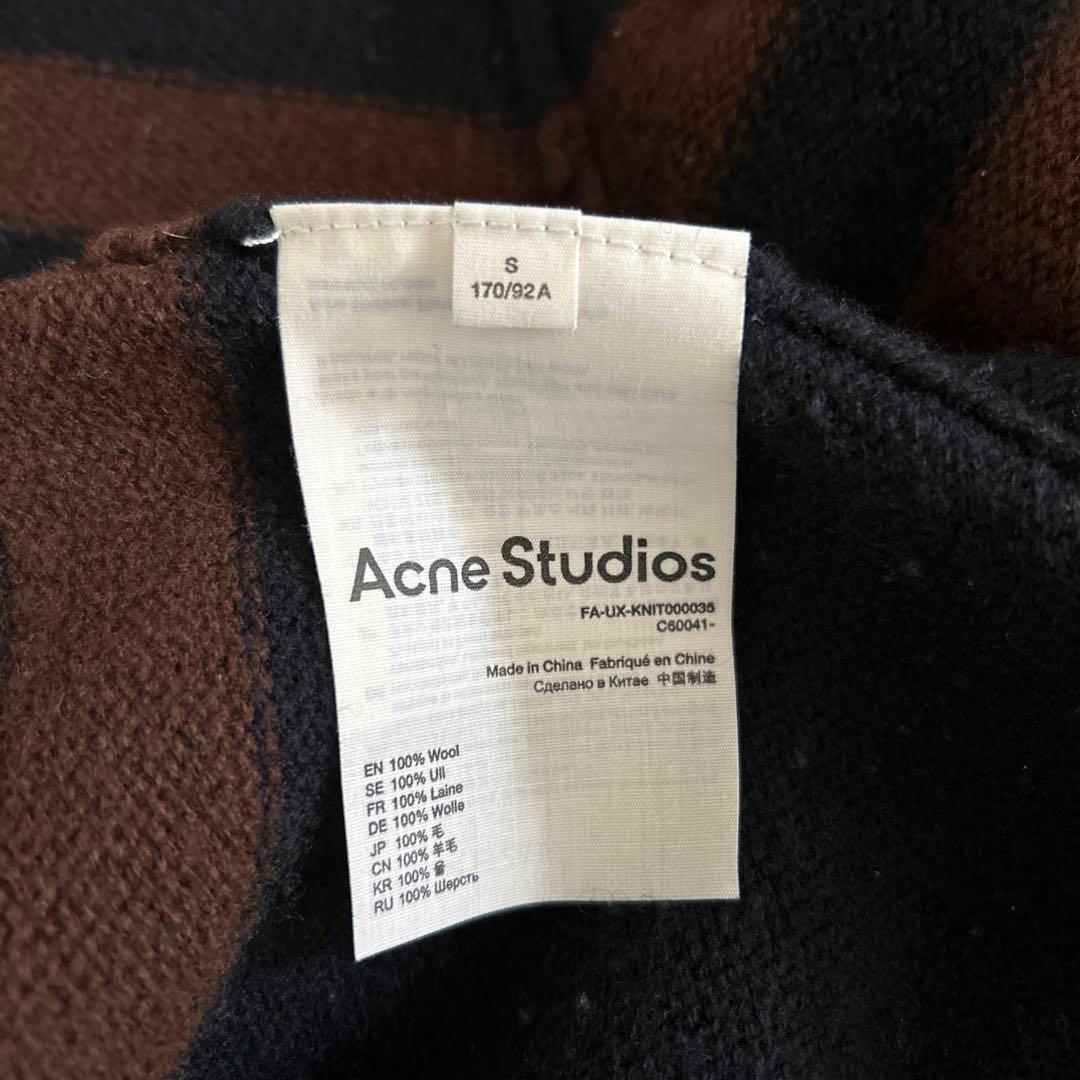 S
170/92A
Acne Studios
FA-UX-KNIT000035
C60041-
Made in China Fabriqué en Chine
Сделано в Китае 中国制造
EN 100% Wool
SE 100% Ull
FR 100% Laine
DE 100% Wolle
JP 100% 毛
CN 100% 羊毛
KR 100% 울
RU 100% Шерсть